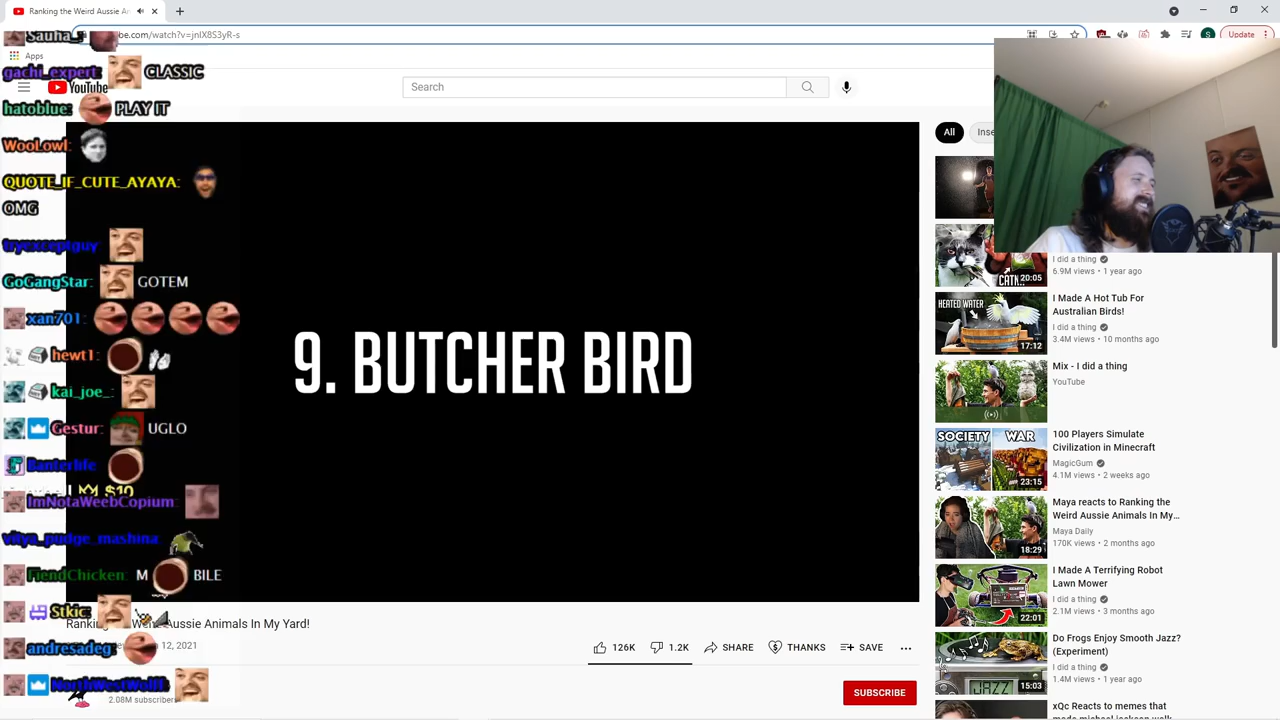 Ranking the Weird Aussie An
be.com/watch?v=jnlX8S3yR-s
Update
Apps
Sauha_
gachi_expert: CLASSIC
YouTube
Search
hatoblue: PLAY IT
WooLowl:
QUOTE_IF_CUTE_AYAYA:
OMG
tryexceptguy
GoGangStar: GOTEM
xan701:
hewt1:
kai_joe_:
Gestur: UGLO
Banterlife
$10
ImNotaWeebCopium:
vitya_pudge_mashina
FiendChicken: M BILE
Stkic:
andresadeg:
NorthWestWolff:
9. BUTCHER BIRD
Aussie Animals In My Yard!
12, 2021
126K
1.2K
SHARE
THANKS
SAVE
2.08M subscribers
SUBSCRIBE
All
I did a thing
6.9M views • 1 year ago
20:05
I Made A Hot Tub For
Australian Birds!
I did a thing
3.4M views • 10 months ago
HEATED WATER
17:12
Mix - I did a thing
YouTube
SOCIETY WAR
23:15
100 Players Simulate
Civilization in Minecraft
MagicGum
4.1M views • 2 weeks ago
Maya reacts to Ranking the
Weird Aussie Animals In My...
Maya Daily
170K views • 2 months ago
18:29
I Made A Terrifying Robot
Lawn Mower
I did a thing
2.1M views • 3 months ago
22:01
Do Frogs Enjoy Smooth Jazz?
(Experiment)
I did a thing
1.4M views • 1 year ago
JAZZ
15:03
xQc Reacts to memes that